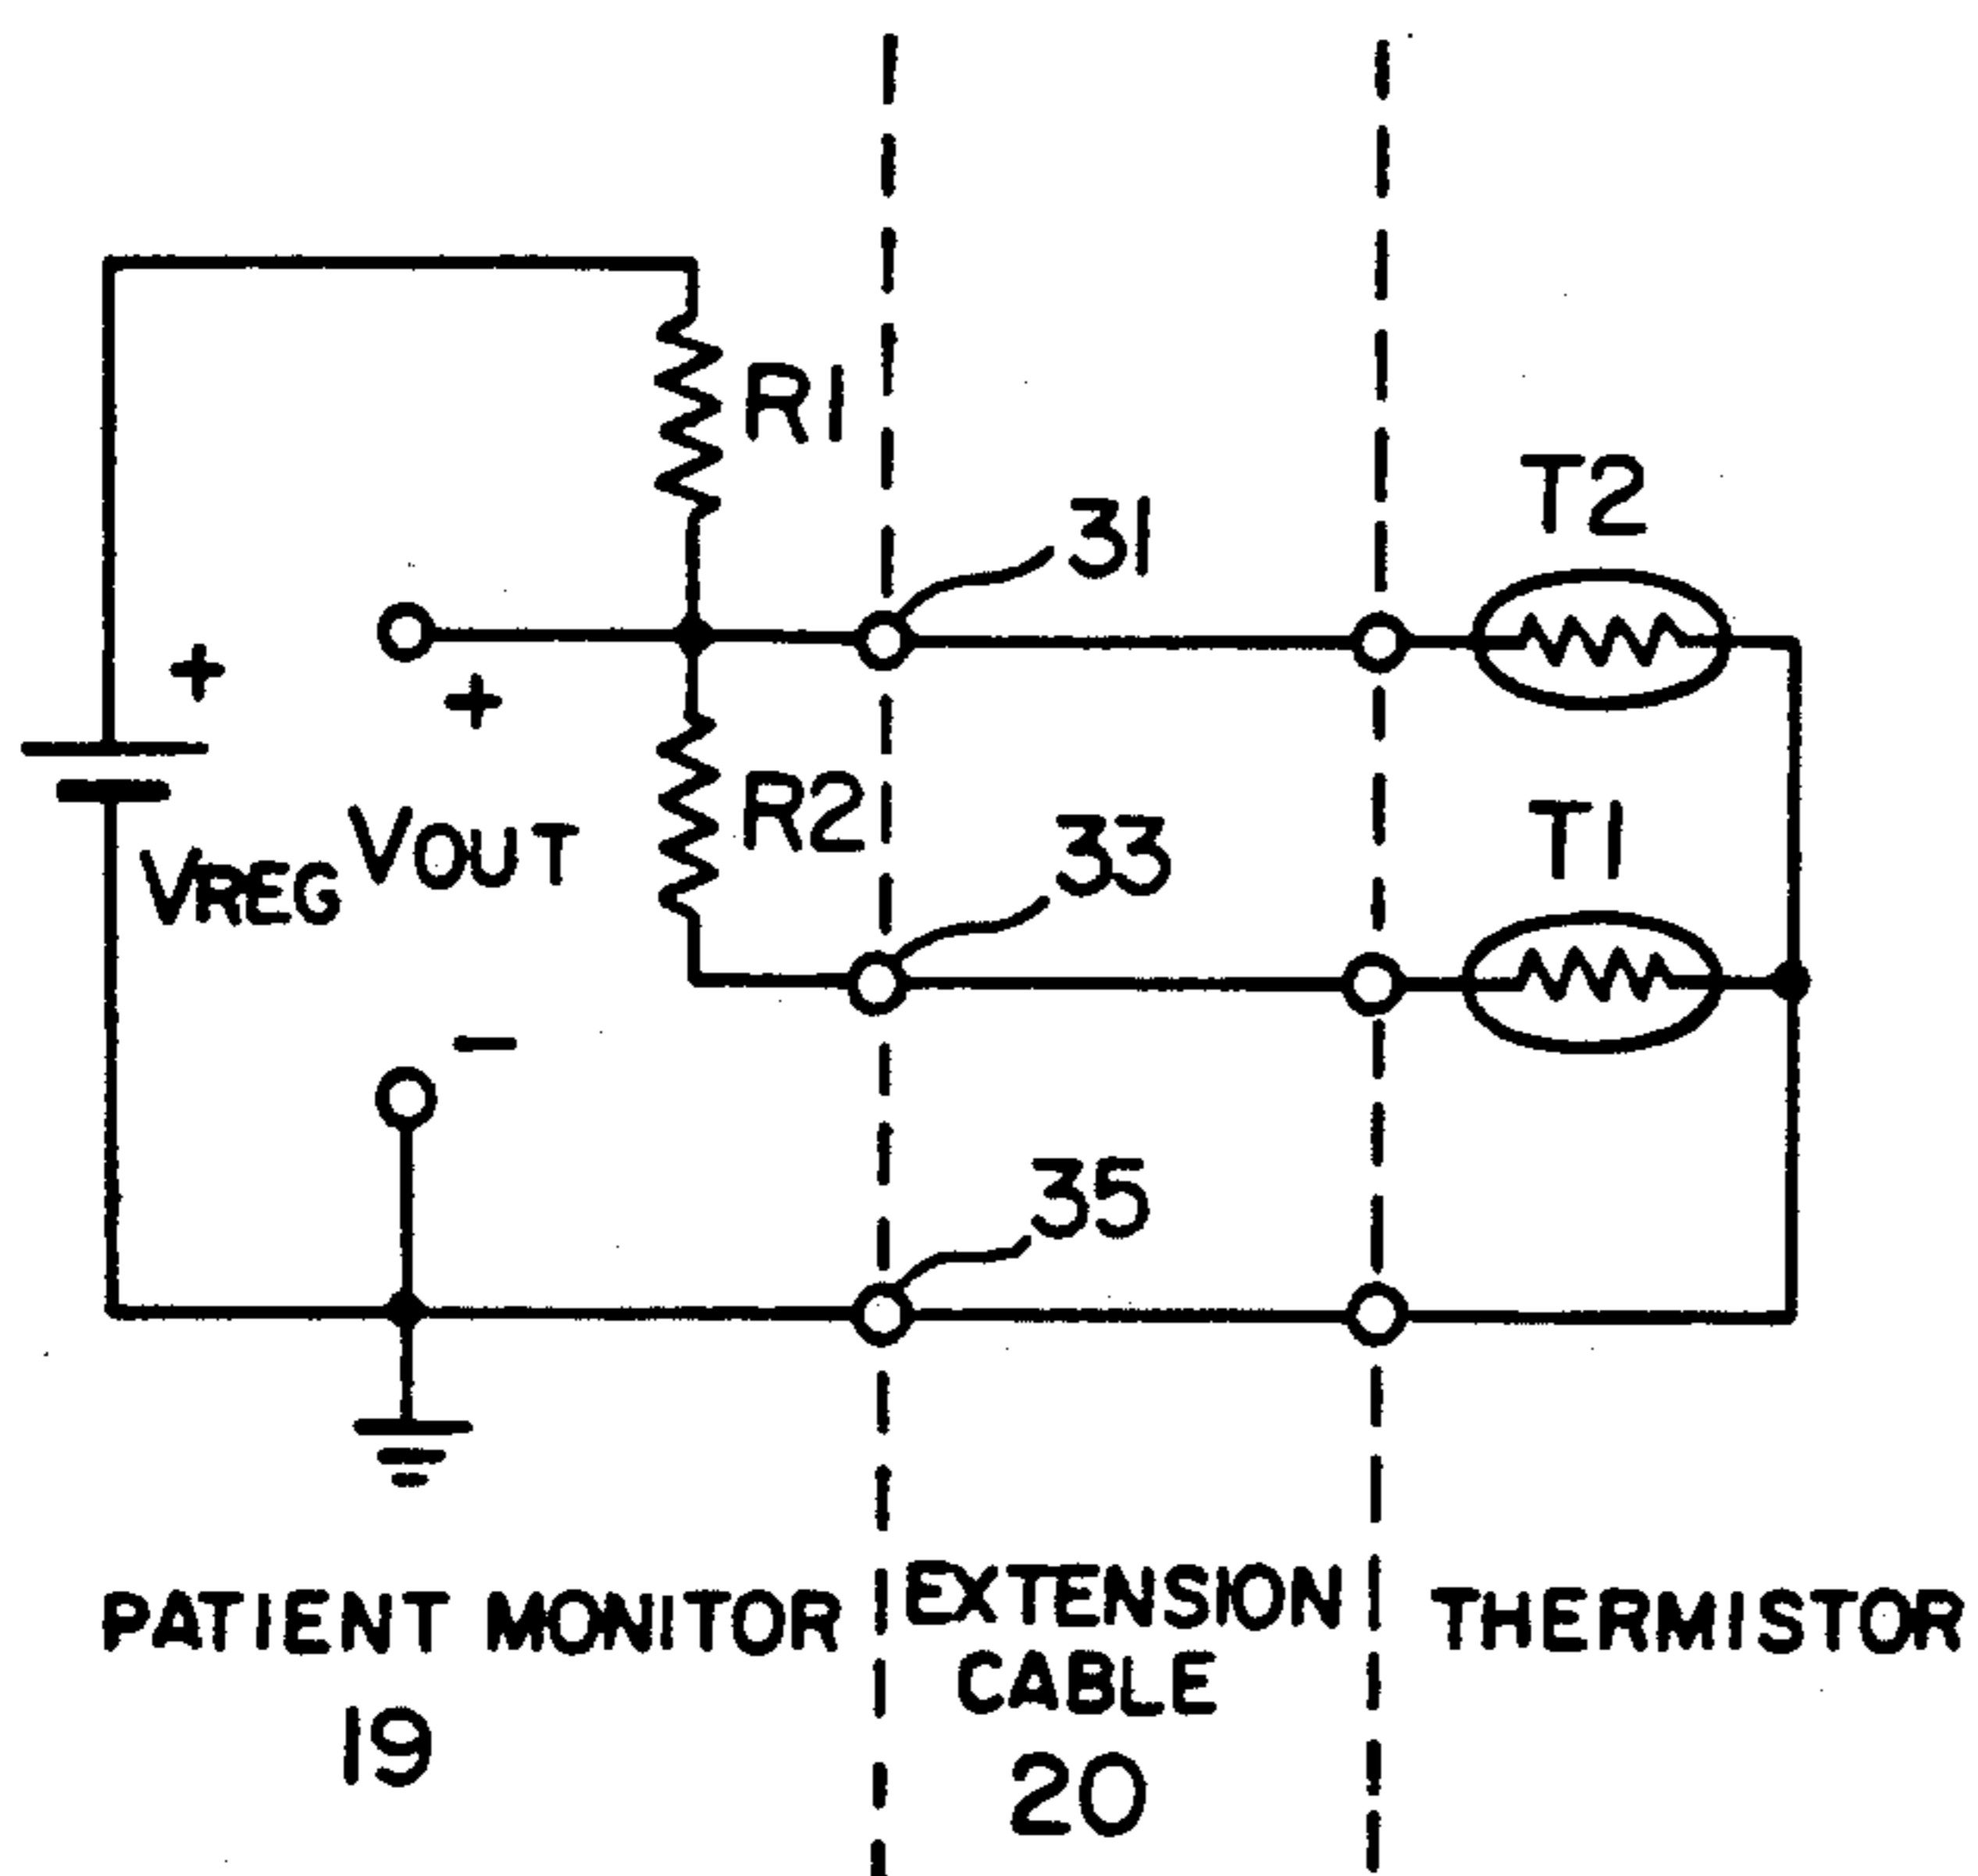 R1
31
T2
+
+
R2
33
T1
VREG
VOUT
−
35
PATIENT MONITOR
19
EXTENSION
CABLE
20
THERMISTOR